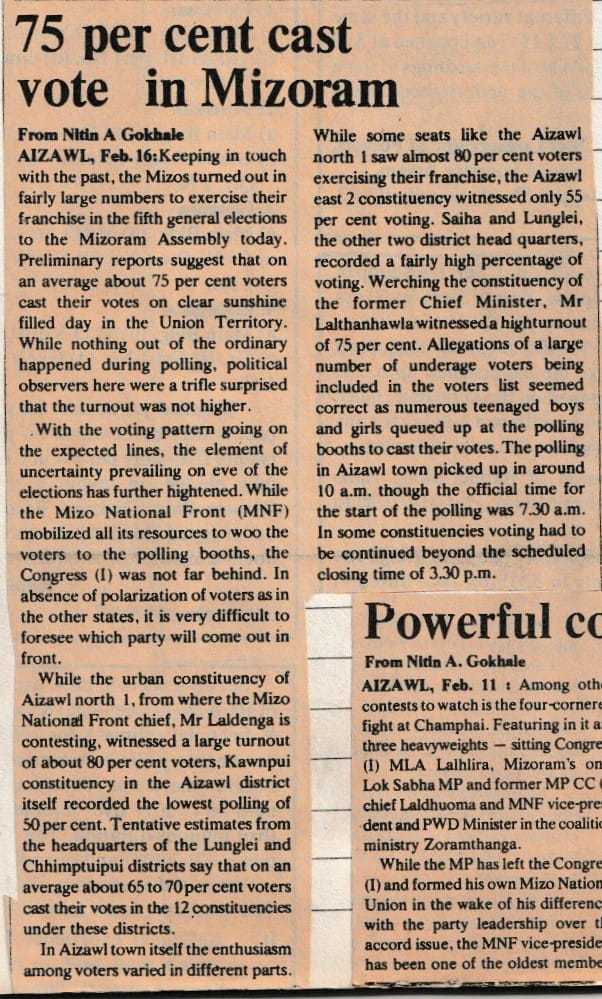 75 per cent cast
vote in Mizoram
From Nitin A Gokhale
AIZAWL, Feb. 16:Keeping in touch
with the past, the Mizos turned out in
fairly large numbers to exercise their
franchise in the fifth general elections
to the Mizoram Assembly today.
Preliminary reports suggest that on
an average about 75 per cent voters
cast their votes on clear sunshine
filled day in the Union Territory.
While nothing out of the ordinary
happened during polling, political
observers here were a trifle surprised
that the turnout was not higher.
With the voting pattern going on
the expected lines, the element of
uncertainty prevailing on eve of the
elections has further hightened. While
the Mizo National Front (MNF)
mobilized all its resources to woo the
voters to the polling booths, the
Congress (I) was not far behind. In
absence of polarization of voters as in
the other states, it is very difficult to
foresee which party will come out in
front.
While the urban constituency of
Aizawl north 1, from where the Mizo
National Front chief, Mr Laldenga is
contesting, witnessed a large turnout
of about 80 per cent voters, Kawnpui
constituency in the Aizawl district
itself recorded the lowest polling of
50 per cent. Tentative estimates from
the headquarters of the Lunglei and
Chhimptuipui districts say that on an
average about 65 to 70 per cent voters
cast their votes in the 12 constituencies
under these districts.
In Aizawl town itself the enthusiasm
among voters varied in different parts.
While some seats like the Aizawl
north 1 saw almost 80 per cent voters
exercising their franchise, the Aizawl
east 2 constituency witnessed only 55
per cent voting. Saiha and Lunglei,
the other two district head quarters,
recorded a fairly high percentage of
voting. Werching the constituency of
the former Chief Minister, Mr
Lalthanhawla witnessed a highturnout
of 75 per cent. Allegations of a large
number of underage voters being
included in the voters list seemed
correct as numerous teenaged boys
and girls queued up at the polling
booths to cast their votes. The polling
in Aizawl town picked up in around
10 a.m. though the official time for
the start of the polling was 7.30 a.m.
In some constituencies voting had to
be continued beyond the scheduled
closing time of 3.30 p.m.
Powerful co
From Nitin A. Gokhale
AIZAWL, Feb. 11 : Among oth
contests to watch is the four-cornere
fight at Champhai. Featuring in it a
three heavyweights — sitting Congre
(I) MLA Lalhlira, Mizoram's on
Lok Sabha MP and former MP CC (
chief Laldhuoma and MNF vice-pres
dent and PWD Minister in the coalitio
ministry Zoramthanga.
While the MP has left the Congre
(I) and formed his own Mizo Nation
Union in the wake of his differenc
with the party leadership over th
accord issue, the MNF vice-preside
has been one of the oldest membe